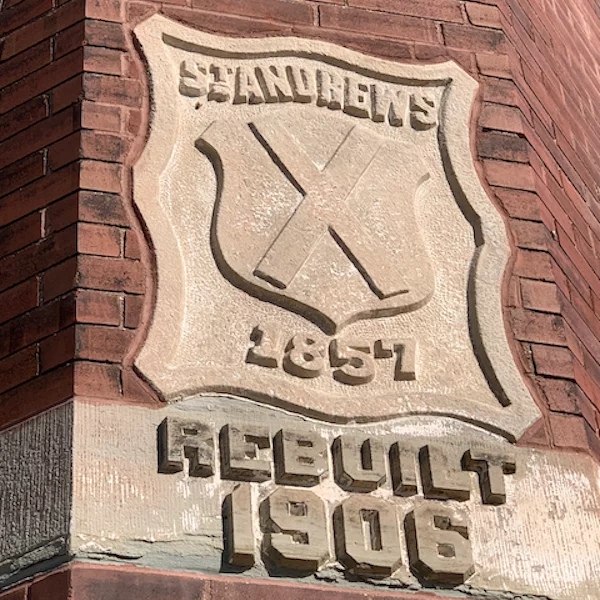 ST ANDREWS
1857
REBUILT
1906